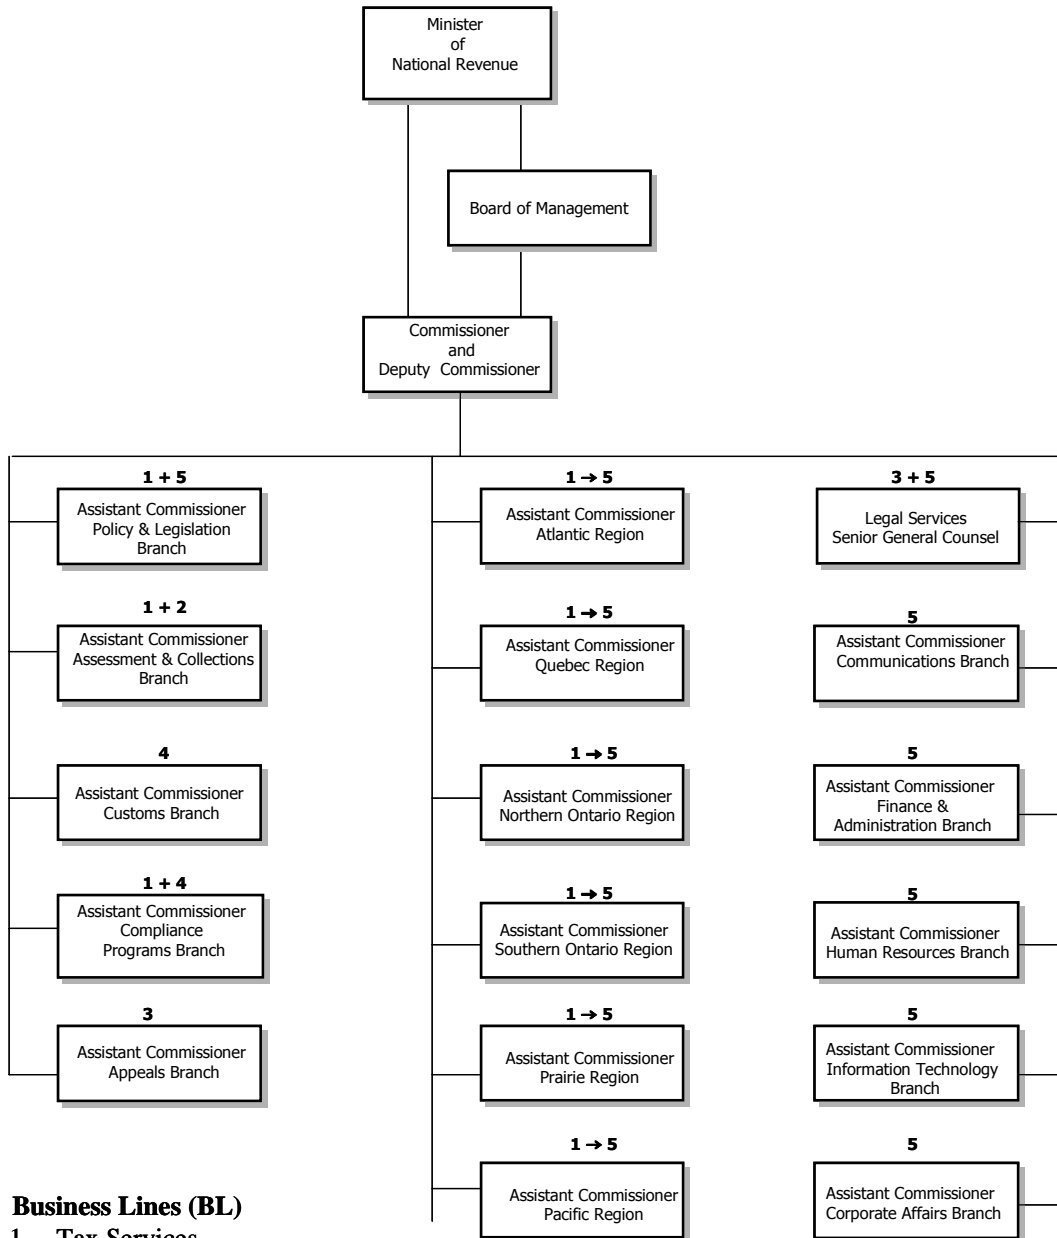 Minister
of
National Revenue
Board of Management
Commissioner
and
Deputy Commissioner
1 + 5
Assistant Commissioner
Policy & Legislation
Branch
1 + 2
Assistant Commissioner
Assessment & Collections
Branch
4
Assistant Commissioner
Customs Branch
1 + 4
Assistant Commissioner
Compliance
Programs Branch
3
Assistant Commissioner
Appeals Branch
1 → 5
Assistant Commissioner
Atlantic Region
1 → 5
Assistant Commissioner
Quebec Region
1 → 5
Assistant Commissioner
Northern Ontario Region
1 → 5
Assistant Commissioner
Southern Ontario Region
1 → 5
Assistant Commissioner
Prairie Region
1 → 5
Assistant Commissioner
Pacific Region
3 + 5
Legal Services
Senior General Counsel
5
Assistant Commissioner
Communications Branch
5
Assistant Commissioner
Finance &
Administration Branch
5
Assistant Commissioner
Human Resources Branch
5
Assistant Commissioner
Information Technology
Branch
5
Assistant Commissioner
Corporate Affairs Branch
Business Lines (BL)
1 Tax Services